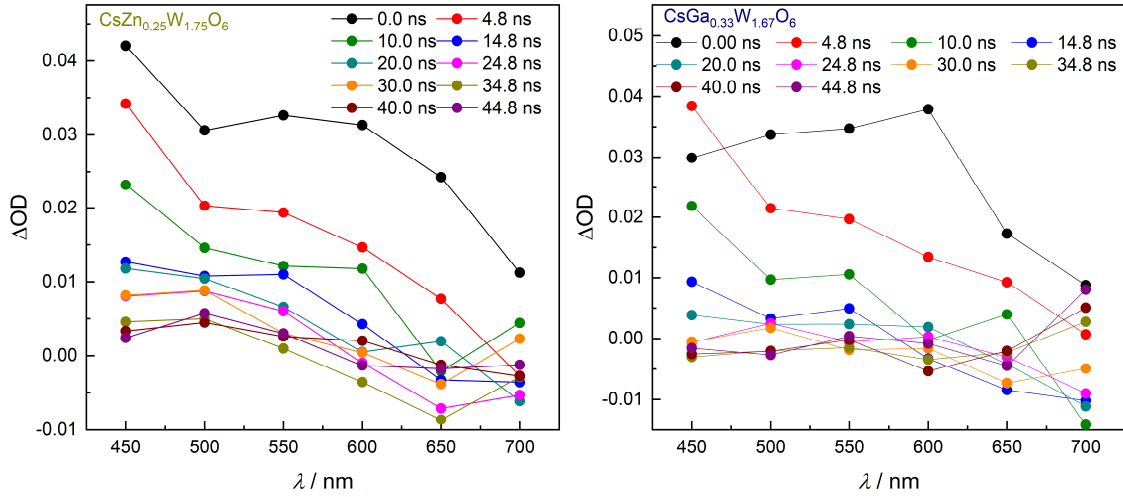 CsZn0.25W1.75O6
0.0 ns 4.8 ns
10.0 ns 14.8 ns
20.0 ns 24.8 ns
30.0 ns 34.8 ns
40.0 ns 44.8 ns
0.04
0.03
0.02
0.01
0.00
-0.01
ΔOD
450 500 550 600 650 700
λ / nm
CsGa0.33W1.67O6
0.00 ns 4.8 ns 10.0 ns 14.8 ns
20.0 ns 24.8 ns 30.0 ns 34.8 ns
40.0 ns 44.8 ns
0.05
0.04
0.03
0.02
0.01
0.00
-0.01
ΔOD
450 500 550 600 650 700
λ / nm